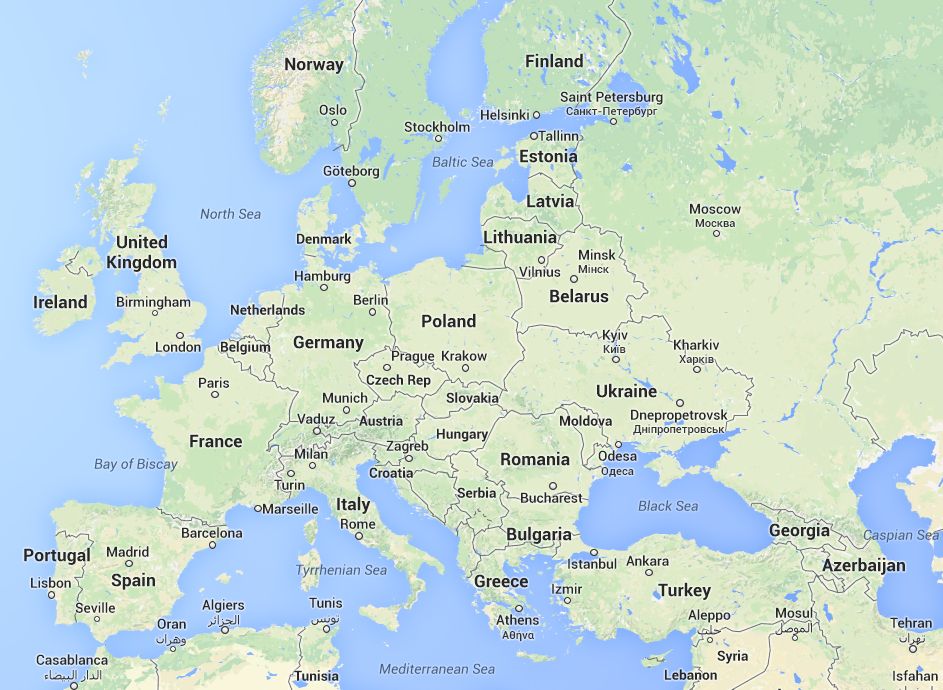 Norway
Finland
Oslo
Saint Petersburg
Санкт-Петербург
Helsinki
Stockholm
Tallinn
Estonia
Baltic Sea
Göteborg
Latvia
North Sea
Moscow
Москва
Denmark
Lithuania
United
Kingdom
Minsk
Мінск
Vilnius
Hamburg
Belarus
Ireland
Birmingham
Berlin
Netherlands
Poland
London
Belgium
Germany
Kyiv
Київ
Kharkiv
Харків
Prague
Krakow
Paris
Czech Rep
Ukraine
Munich
Slovakia
Dnepropetrovsk
Дніпропетровськ
Vaduz
Austria
Moldova
France
Hungary
Zagreb
Milan
Romania
Odesa
Одеса
Bay of Biscay
Croatia
Turin
Serbia
Bucharest
Italy
Marseille
Black Sea
Rome
Barcelona
Bulgaria
Georgia
Caspian Sea
Portugal
Madrid
Istanbul
Ankara
Azerbaijan
Tyrrhenian Sea
Lisbon
Spain
Greece
Izmir
Turkey
Seville
Algiers
الجزائر
Tunis
تونس
Athens
Αθήνα
Aleppo
حلب
Mosul
الموصل
Oran
وهران
Tehran
تهران
Casablanca
الدار البيضاء
Mediterranean Sea
Syria
Tunisia
Lebanon
Isfahan